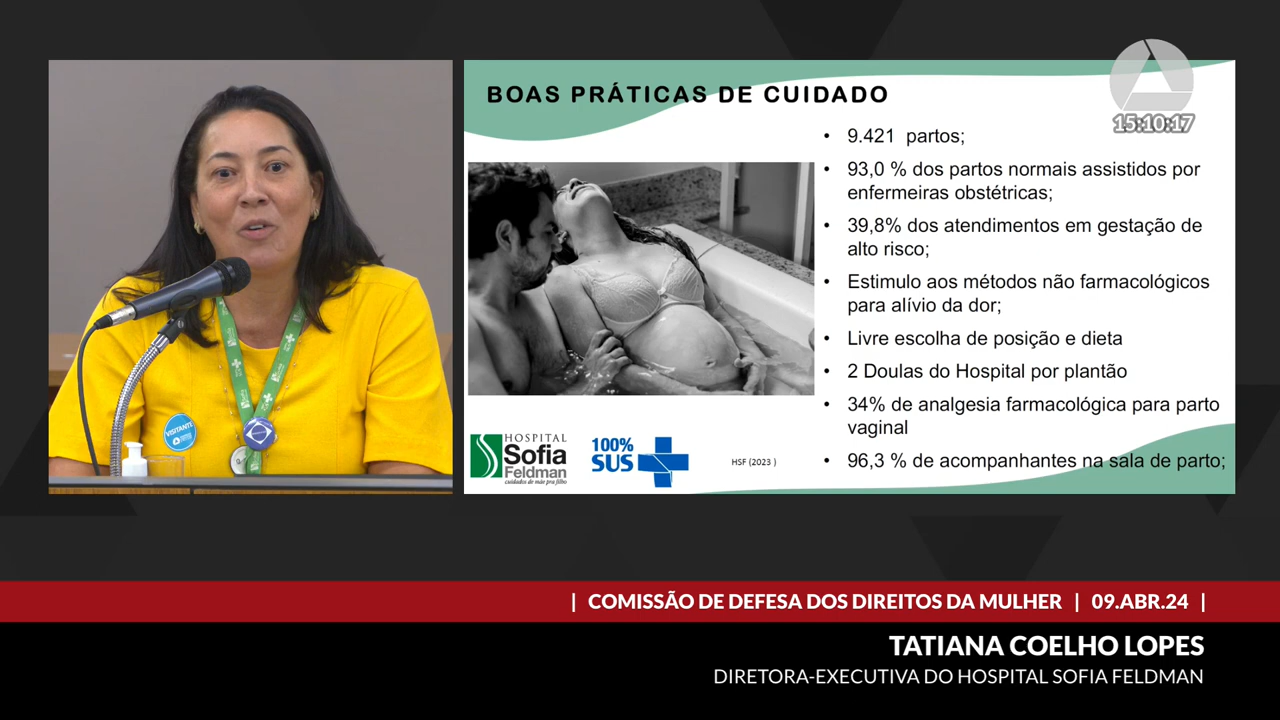 15:10:17
BOAS PRÁTICAS DE CUIDADO
• 9.421 partos;
• 93,0 % dos partos normais assistidos por
enfermeiras obstétricas;
• 39,8% dos atendimentos em gestação de
alto risco;
• Estimulo aos métodos não farmacológicos
para alívio da dor;
• Livre escolha de posição e dieta
• 2 Doulas do Hospital por plantão
• 34% de analgesia farmacológica para parto
vaginal
• 96,3 % de acompanhantes na sala de parto;
HOSPITAL
Sofia
Feldman
cuidados de mãe pra filho
100%
SUS
HSF (2023 )
VISITANTE
| COMISSÃO DE DEFESA DOS DIREITOS DA MULHER | 09.ABR.24 |
TATIANA COELHO LOPES
DIRETORA-EXECUTIVA DO HOSPITAL SOFIA FELDMAN